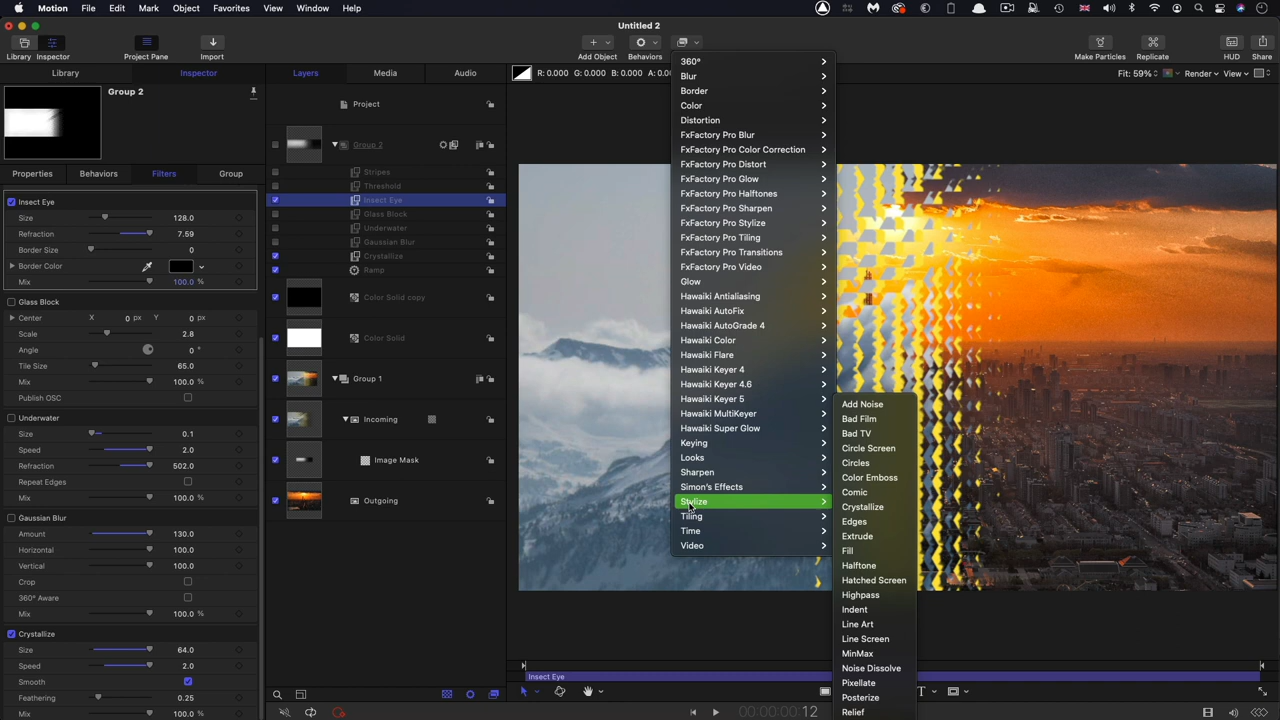 Motion File Edit Mark Object Favorites View Window Help
Untitled 2
Library Inspector Project Pane Import Add Object Behaviors Make Particles Replicate HUD Share
Library Inspector Layers Media Audio R: 0.000 G: 0.000 B: 0.000 A: 0.0 Fit: 59% Render View
Group 2
Properties Behaviors Filters Group
Insect Eye
Size 128.0
Refraction 7.59
Border Size 0
Border Color
Mix 100.0 %
Glass Block
Center X 0 px Y 0 px
Scale 2.8
Angle 0 °
Tile Size 65.0
Mix 100.0 %
Publish OSC
Underwater
Size 0.1
Speed 2.0
Refraction 502.0
Repeat Edges
Mix 100.0 %
Gaussian Blur
Amount 130.0
Horizontal 100.0
Vertical 100.0
Crop
360° Aware
Mix 100.0 %
Crystallize
Size 64.0
Speed 2.0
Smooth
Feathering 0.25
Mix 100.0 %
Project
Group 2
Stripes
Threshold
Insect Eye
Glass Block
Underwater
Gaussian Blur
Crystallize
Ramp
Color Solid copy
Color Solid
Group 1
Incoming
Image Mask
Outgoing
360°
Blur
Border
Color
Distortion
FxFactory Pro Blur
FxFactory Pro Color Correction
FxFactory Pro Distort
FxFactory Pro Glow
FxFactory Pro Halftones
FxFactory Pro Sharpen
FxFactory Pro Stylize
FxFactory Pro Tiling
FxFactory Pro Transitions
FxFactory Pro Video
Glow
Hawaiki Antialiasing
Hawaiki AutoFix
Hawaiki AutoGrade 4
Hawaiki Color
Hawaiki Flare
Hawaiki Keyer 4
Hawaiki Keyer 4.6
Hawaiki Keyer 5
Hawaiki MultiKeyer
Hawaiki Super Glow
Keying
Looks
Sharpen
Simon's Effects
Stylize
Tiling
Time
Video
Add Noise
Bad Film
Bad TV
Circle Screen
Circles
Color Emboss
Comic
Crystallize
Edges
Extrude
Fill
Halftone
Hatched Screen
Highpass
Indent
Line Art
Line Screen
MinMax
Noise Dissolve
Pixellate
Posterize
Relief
Insect Eye
T
00:00:00:12